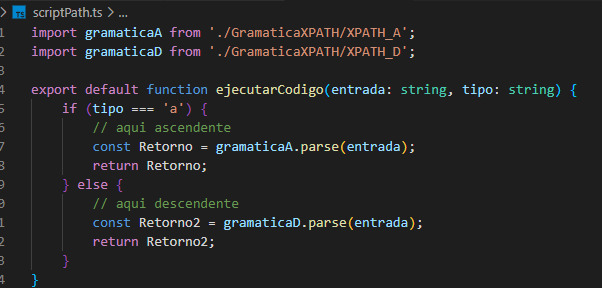 TS scriptPath.ts > ...
1 import gramaticaA from './GramaticaXPATH/XPATH_A';
2 import gramaticaD from './GramaticaXPATH/XPATH_D';
3
4 export default function ejecutarCodigo(entrada: string, tipo: string) {
5     if (tipo === 'a') {
6         // aqui ascendente
7         const Retorno = gramaticaA.parse(entrada);
8         return Retorno;
9     } else {
0         // aqui descendente
1         const Retorno2 = gramaticaD.parse(entrada);
2         return Retorno2;
3     }
4 }